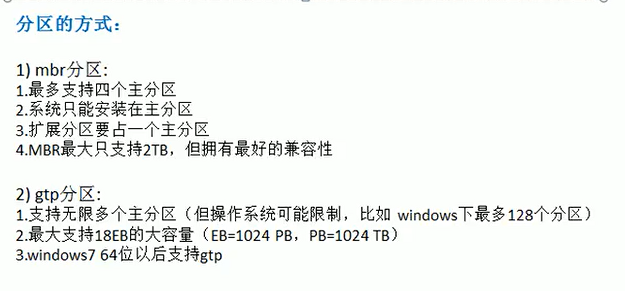 分区的方式：
1) mbr分区:
1.最多支持四个主分区
2.系统只能安装在主分区
3.扩展分区要占一个主分区
4.MBR最大只支持2TB，但拥有最好的兼容性
2) gtp分区:
1.支持无限多个主分区（但操作系统可能限制，比如 windows下最多128个分区）
2.最大支持18EB的大容量（EB=1024 PB，PB=1024 TB）
3.windows7 64位以后支持gtp